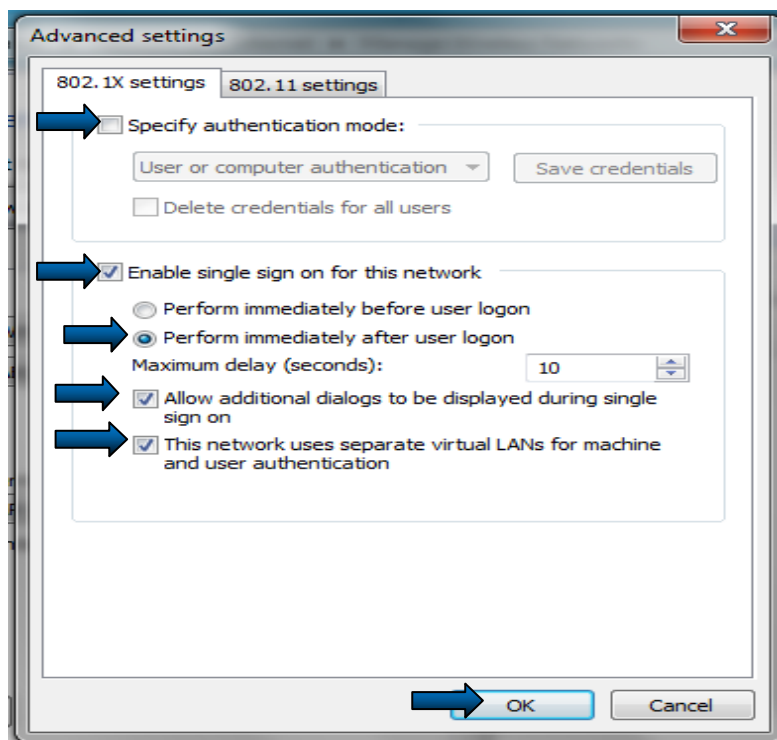 Advanced settings
802.1X settings 802.11 settings
Specify authentication mode:
User or computer authentication Save credentials
Delete credentials for all users
Enable single sign on for this network
Perform immediately before user logon
Perform immediately after user logon
Maximum delay (seconds): 10
Allow additional dialogs to be displayed during single
sign on
This network uses separate virtual LANs for machine
and user authentication
OK Cancel